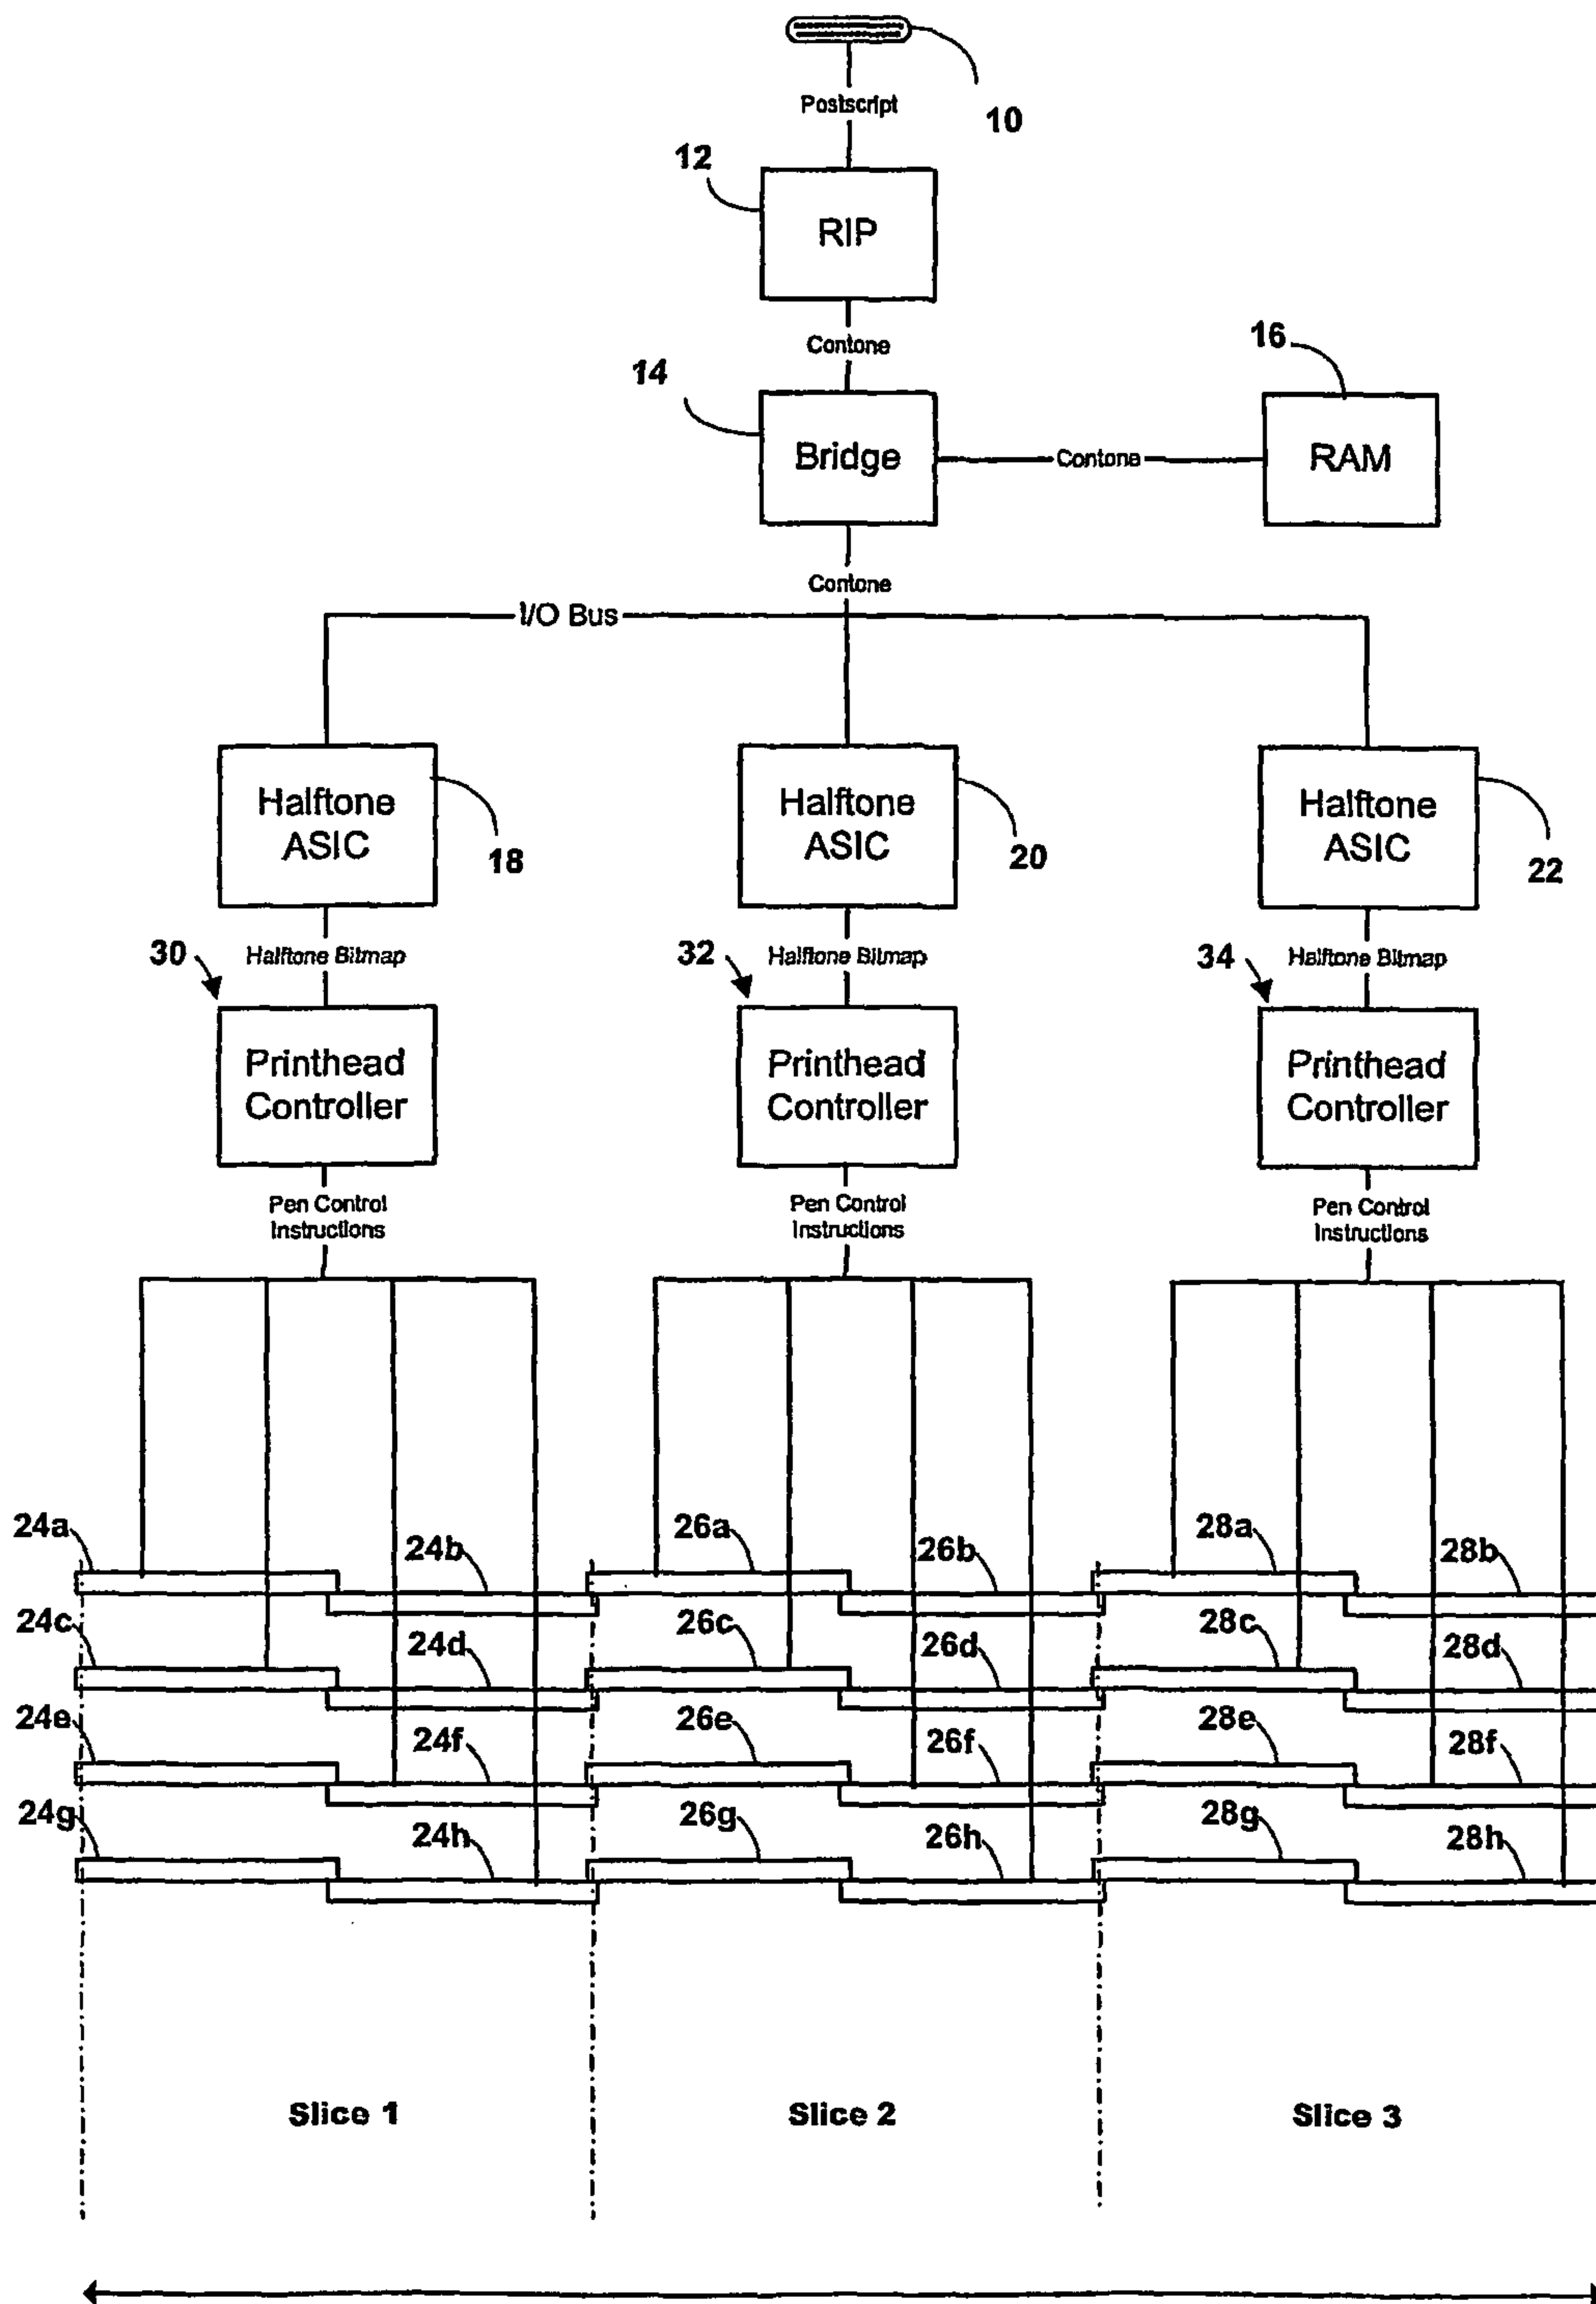 Postscript
10
12
RIP
Contone
16
14
Bridge
Contone
RAM
Contone
I/O Bus
Halftone
ASIC
18
Halftone
ASIC
20
Halftone
ASIC
22
30
Halftone Bitmap
32
Halftone Bitmap
34
Halftone Bitmap
Printhead
Controller
Printhead
Controller
Printhead
Controller
Pen Control
Instructions
Pen Control
Instructions
Pen Control
Instructions
24a
24b
26a
26b
28a
28b
24c
24d
26c
26d
28c
28d
24e
24f
26e
26f
28e
28f
24g
24h
26g
26h
28g
28h
Slice 1
Slice 2
Slice 3